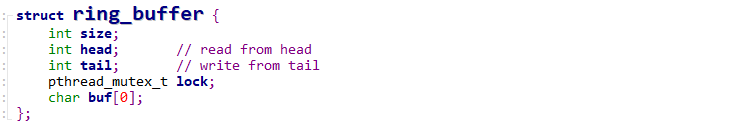 struct ring_buffer {
    int size;
    int head;       // read from head
    int tail;       // write from tail
    pthread_mutex_t lock;
    char buf[0];
};